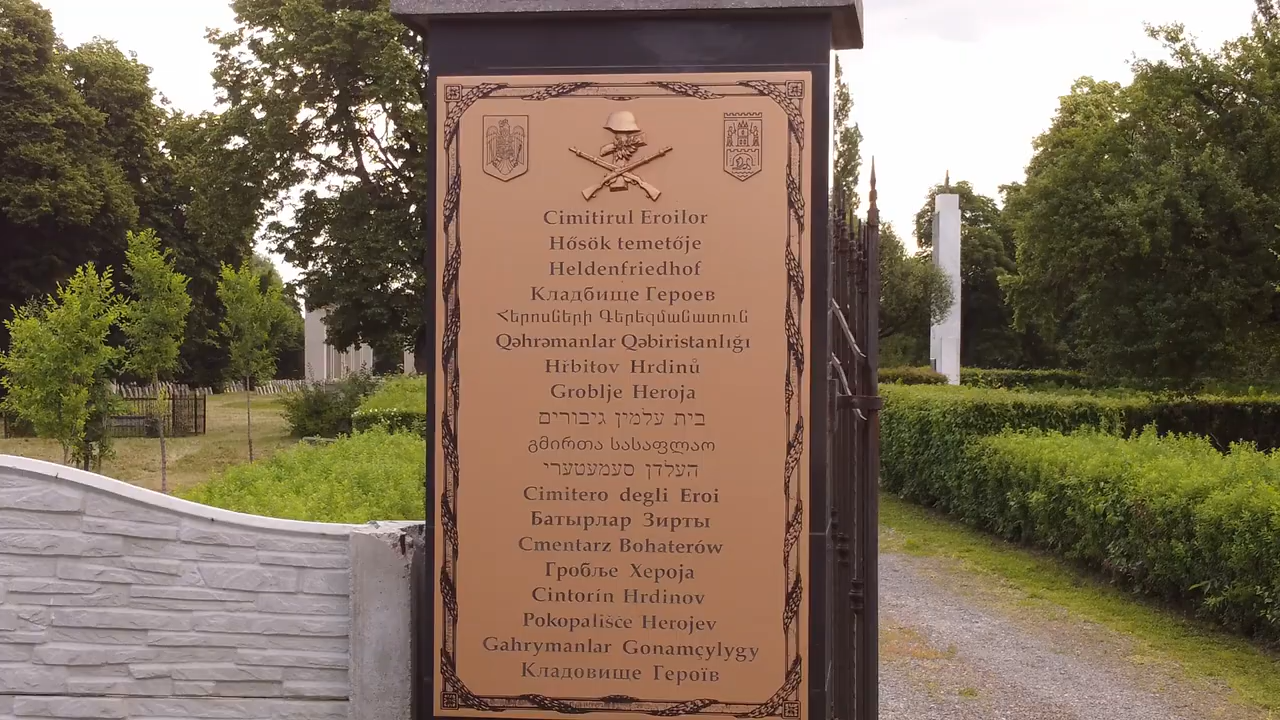 Cimitirul Eroilor
Hősök temetője
Heldenfriedhof
Кладбище Героев
Հերոսների Գերեզմանատուն
Qəhrəmanlar Qəbiristanlığı
Hřbitov Hrdinů
Groblje Heroja
בית עלמין גיבורים
გმირთა სასაფლაო
העלדן סעמעטערי
Cimitero degli Eroi
Батырлар Зирты
Cmentarz Bohaterów
Гробље Хероја
Cintorín Hrdinov
Pokopališče Herojev
Gahrymanlar Gonamçylygy
Кладовище Героїв